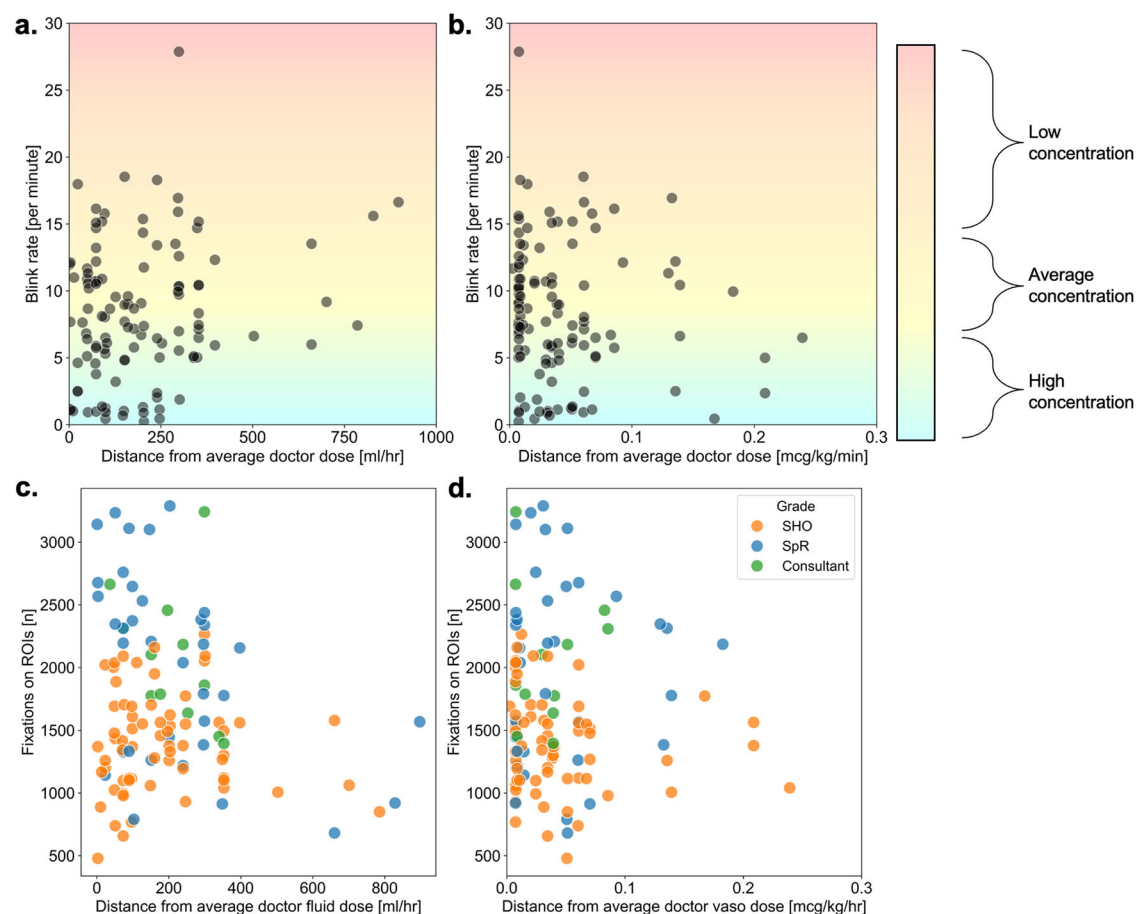 a.
30
25
20
15
10
5
0
Blink rate [per minute]
0
250
500
750
1000
Distance from average doctor dose [ml/hr]
b.
30
25
20
15
10
5
0
Blink rate [per minute]
0.0
0.1
0.2
0.3
Distance from average doctor dose [mcg/kg/min]
Low
concentration
Average
concentration
High
concentration
c.
3000
2500
2000
1500
1000
500
Fixations on ROIs [n]
0
200
400
600
800
Distance from average doctor fluid dose [ml/hr]
d.
Grade
SHO
SpR
Consultant
3000
2500
2000
1500
1000
500
Fixations on ROIs [n]
0.0
0.1
0.2
0.3
Distance from average doctor vaso dose [mcg/kg/hr]